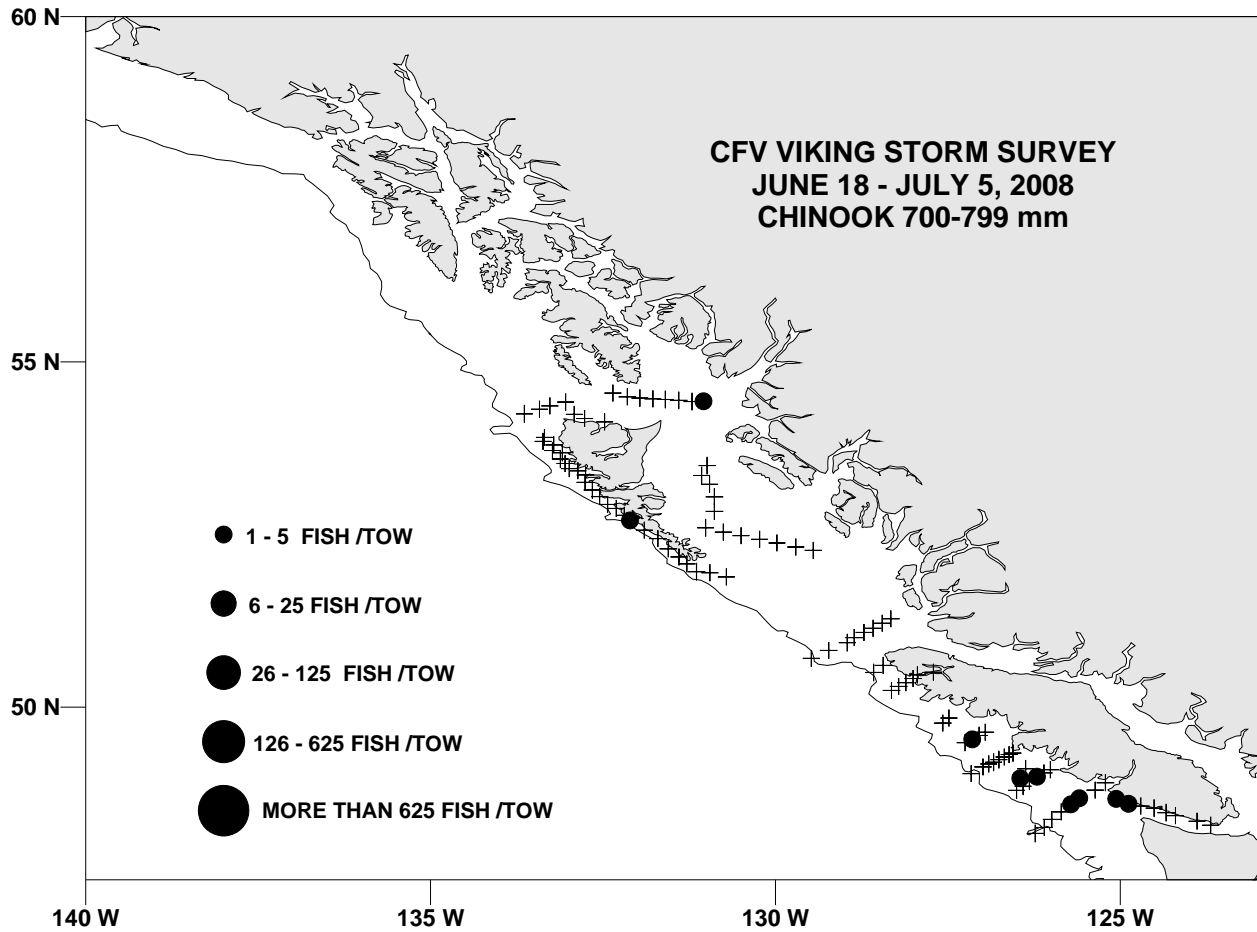 60 N
CFV VIKING STORM SURVEY
JUNE 18 - JULY 5, 2008
CHINOOK 700-799 mm
55 N
1 - 5 FISH /TOW
6 - 25 FISH /TOW
26 - 125 FISH /TOW
50 N
126 - 625 FISH /TOW
MORE THAN 625 FISH /TOW
140 W
135 W
130 W
125 W